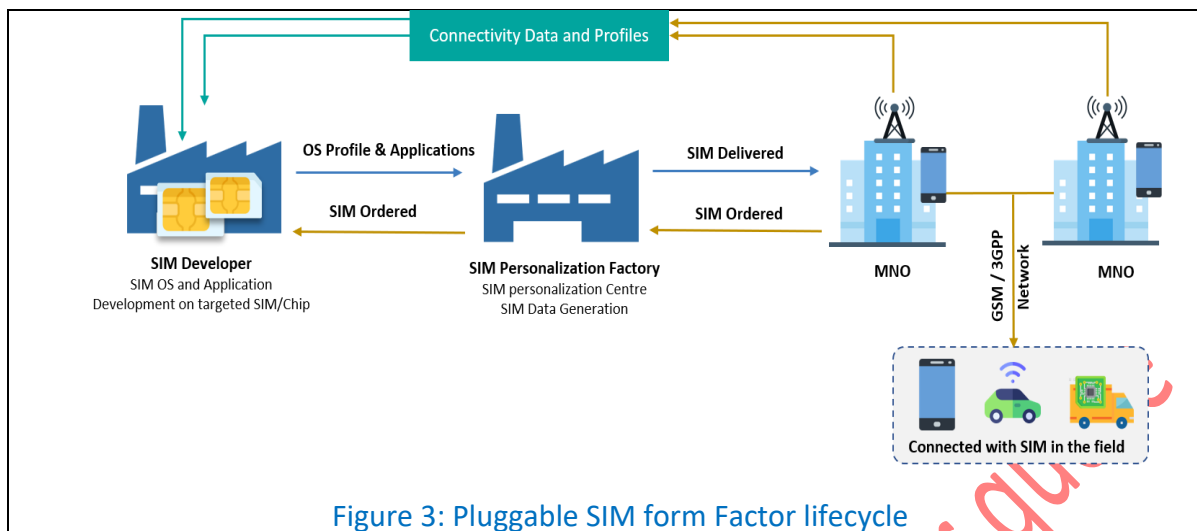 Connectivity Data and Profiles
OS Profile & Applications
SIM Delivered
SIM Ordered
SIM Ordered
SIM Developer
SIM OS and Application
Development on targeted SIM/Chip
SIM Personalization Factory
SIM personalization Centre
SIM Data Generation
MNO
MNO
GSM / 3GPP
Network
Connected with SIM in the field
Figure 3: Pluggable SIM form Factor lifecycle